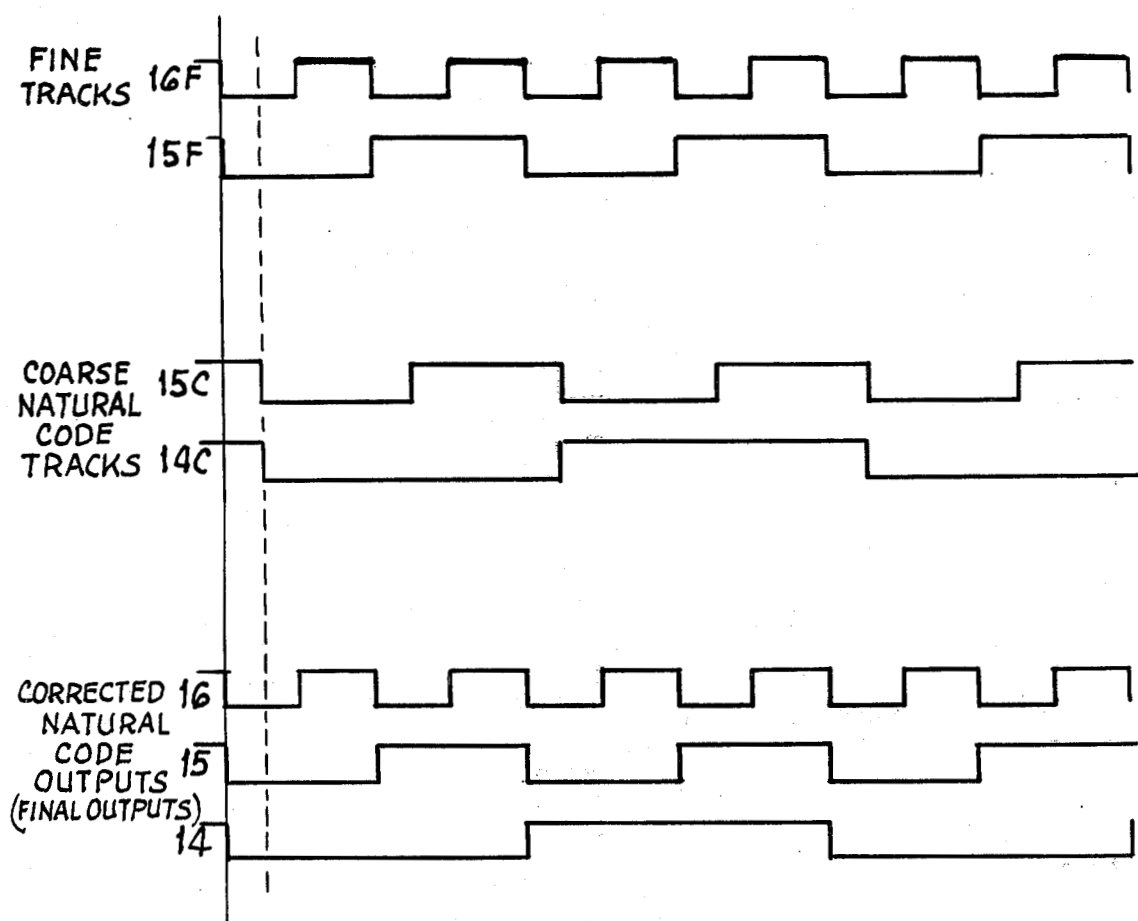 FINE
TRACKS
16F
15F
COARSE
NATURAL
CODE
TRACKS
15C
14C
CORRECTED
NATURAL
CODE
OUTPUTS
(FINAL OUTPUTS)
16
15
14